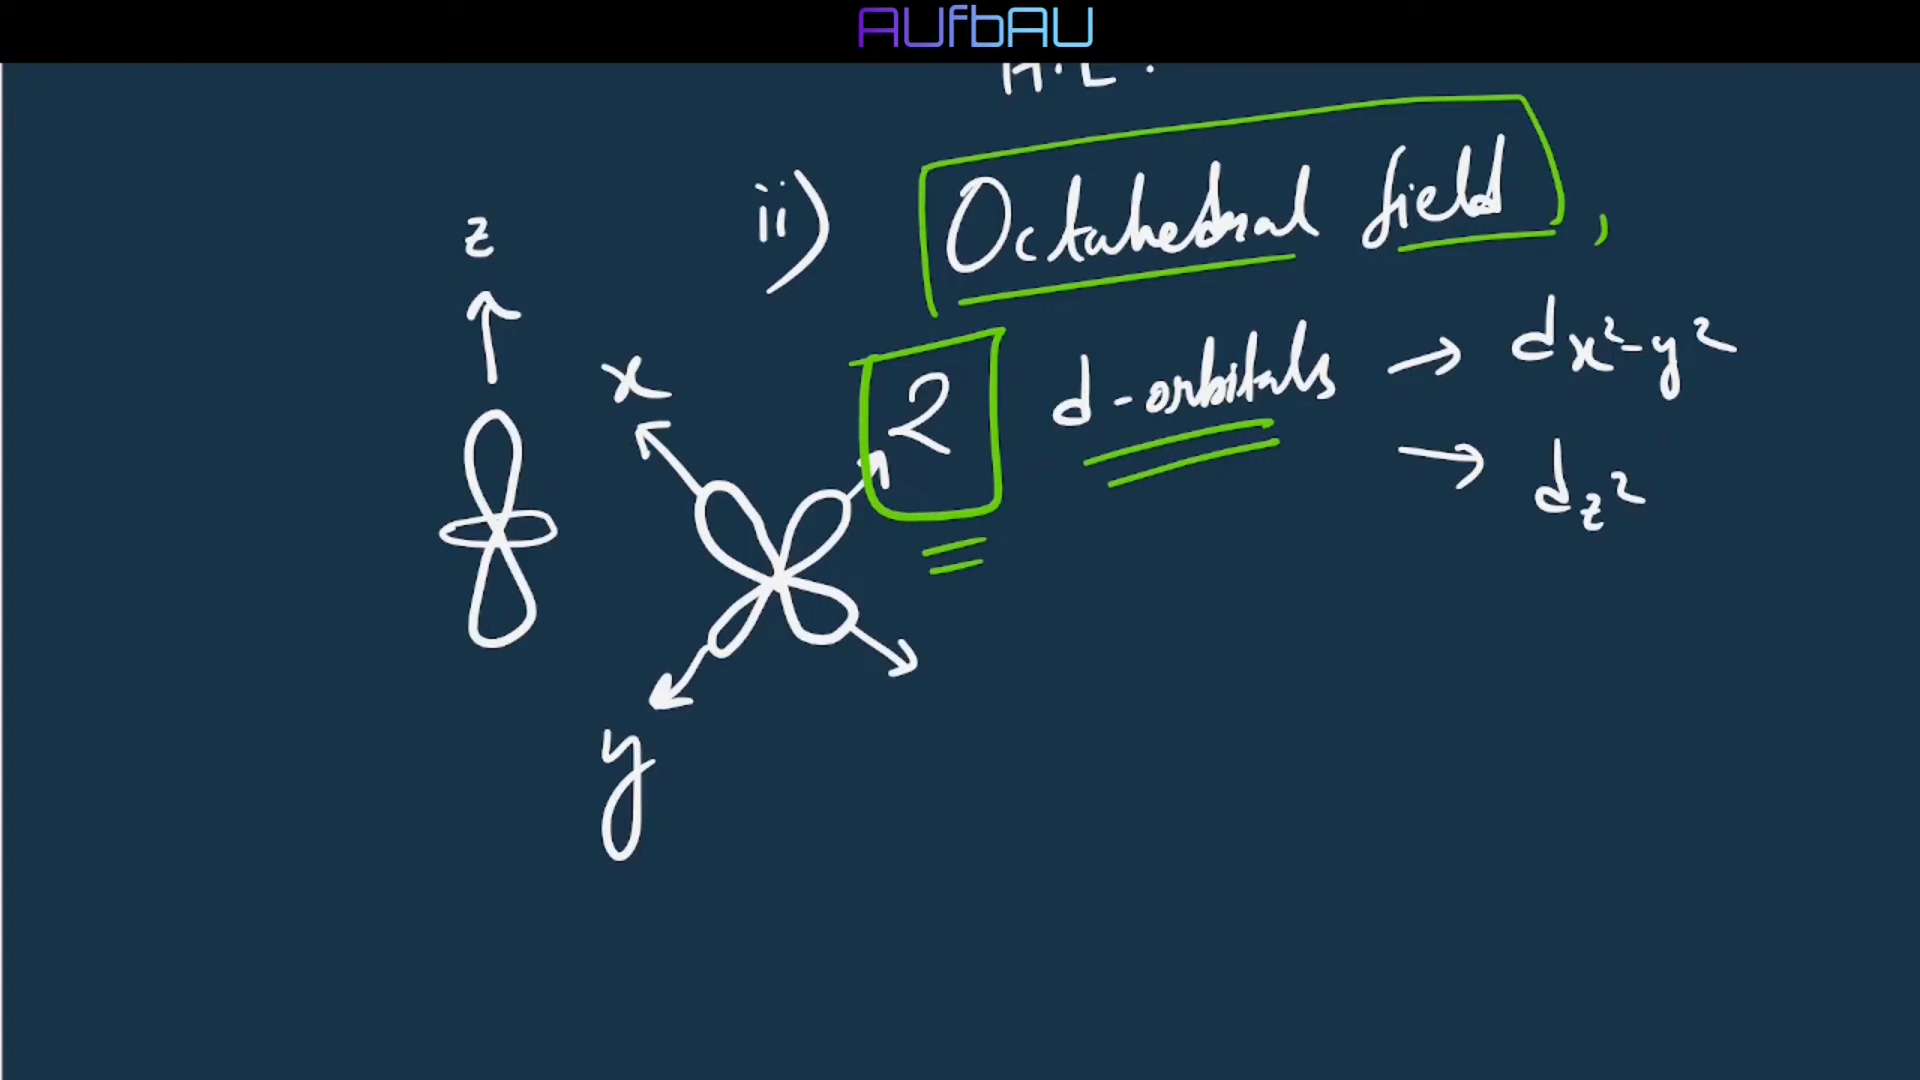 AUfbAU
ii) Octahedral field,
2 d-orbitals → dx²-y²
→ dz²
z
x
y